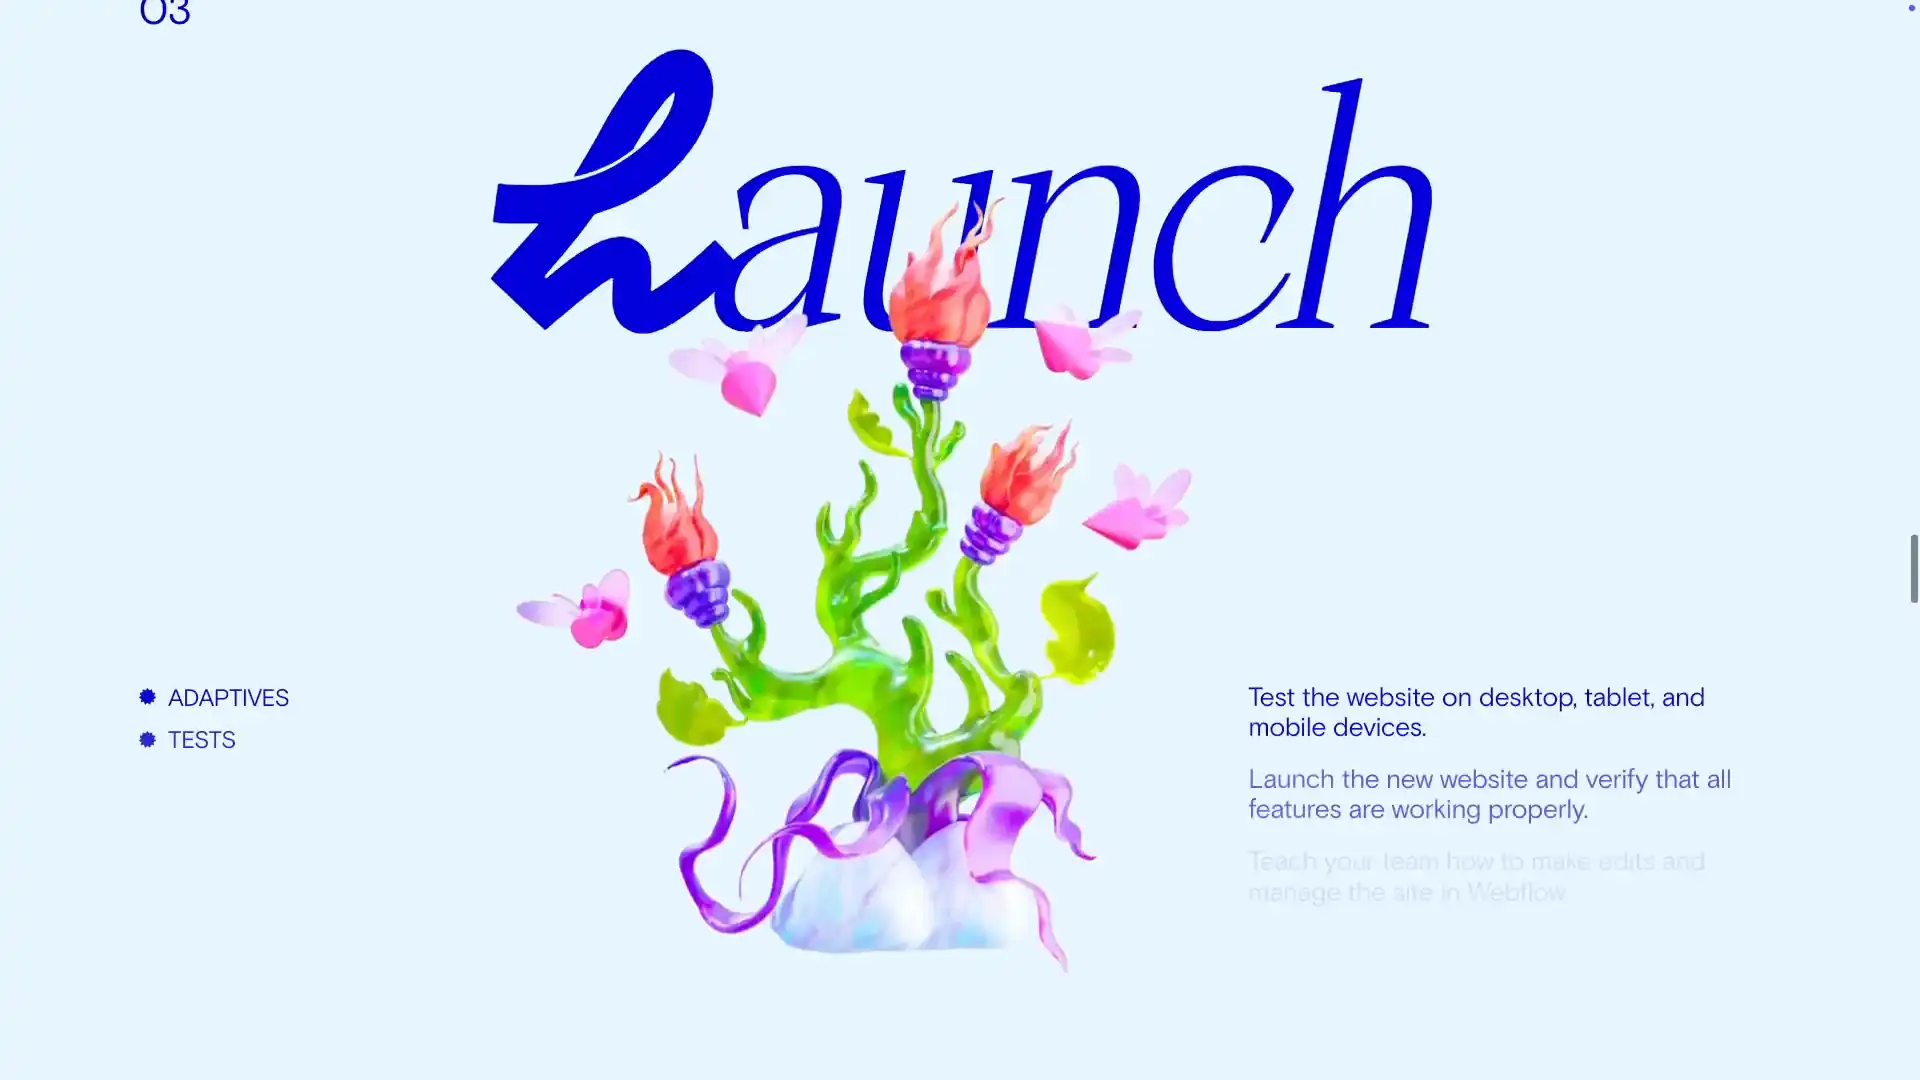 03
Launch
ADAPTIVES
TESTS
Test the website on desktop, tablet, and
mobile devices.
Launch the new website and verify that all
features are working properly.
Teach your team how to make edits and
manage the site in Webflow